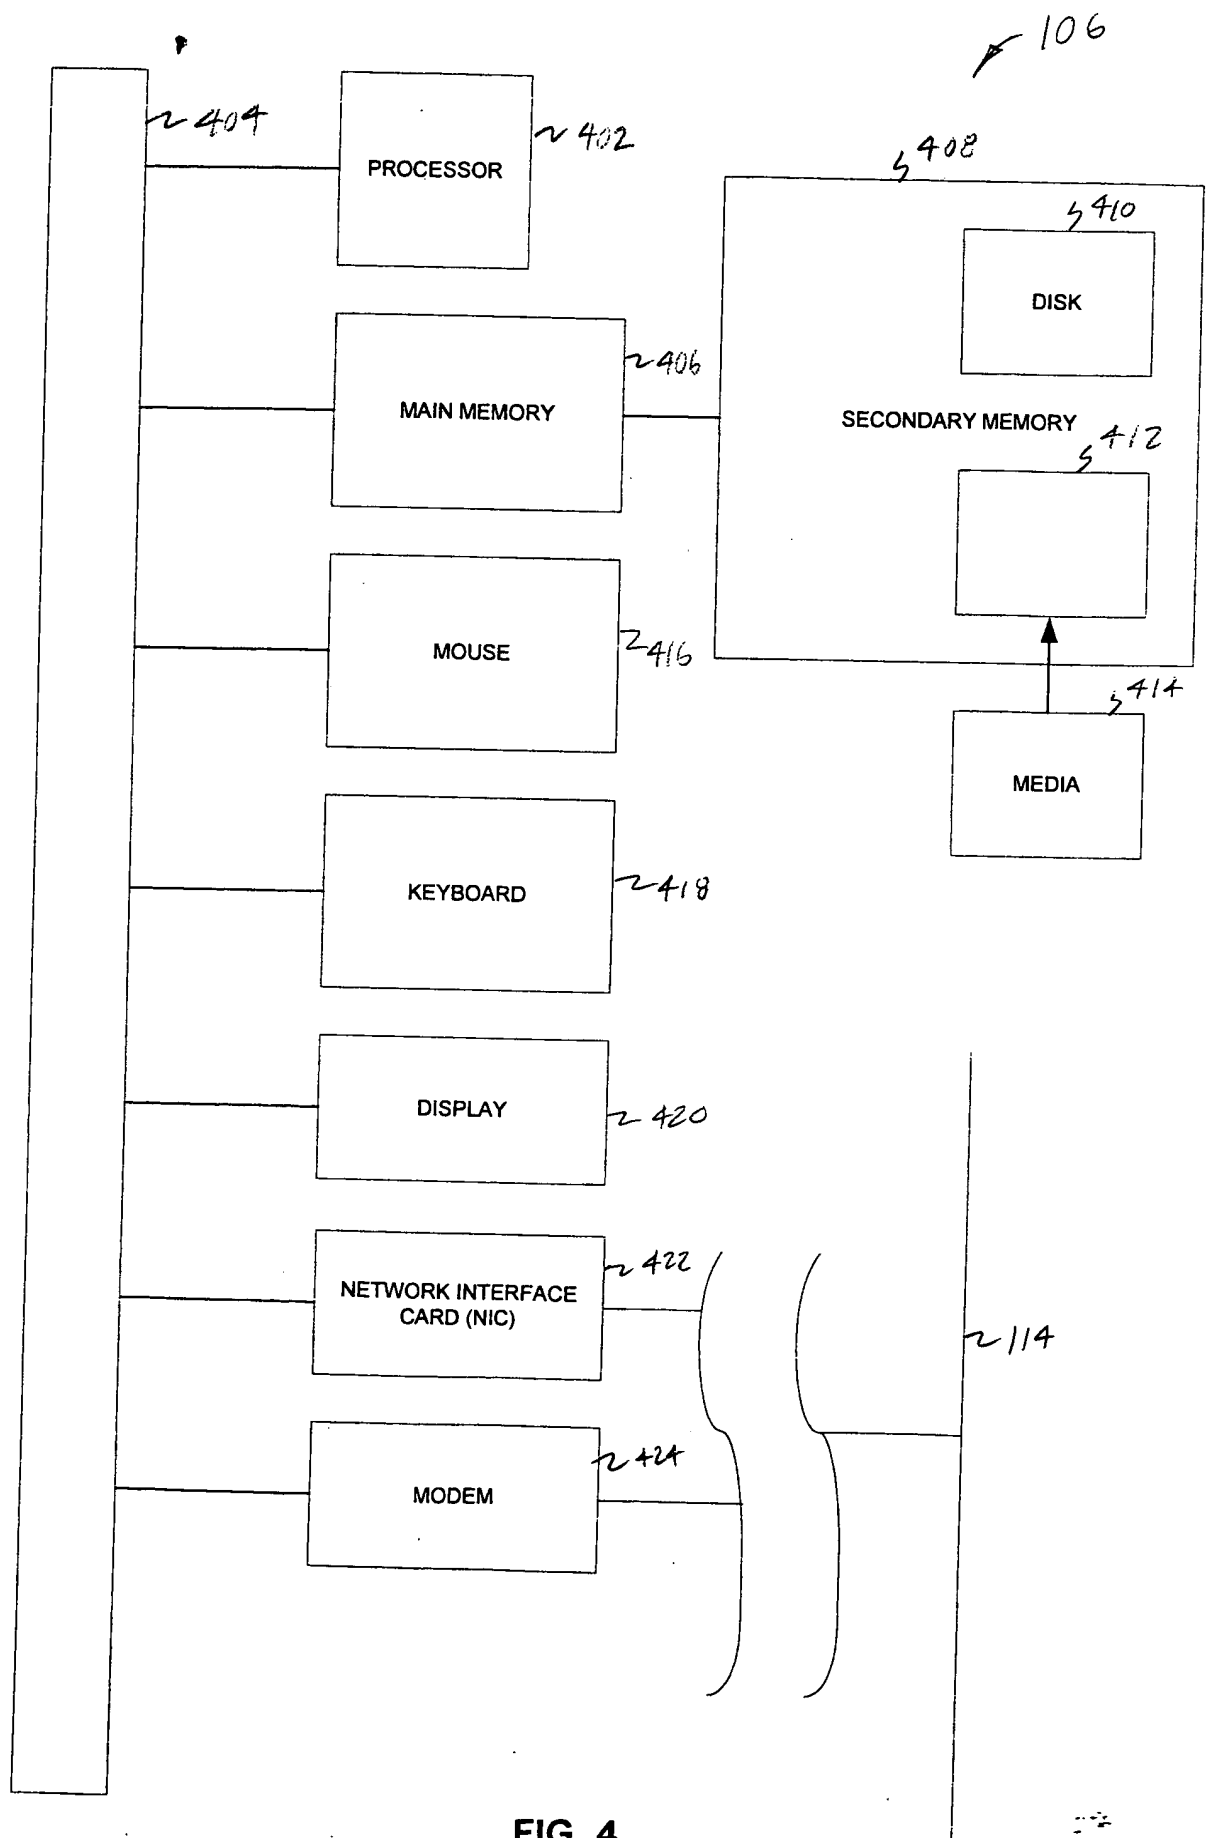 106
404
402
PROCESSOR
408
410
DISK
406
MAIN MEMORY
SECONDARY MEMORY
412
MOUSE
416
414
MEDIA
KEYBOARD
418
DISPLAY
420
422
NETWORK INTERFACE
CARD (NIC)
114
424
MODEM
FIG. 4